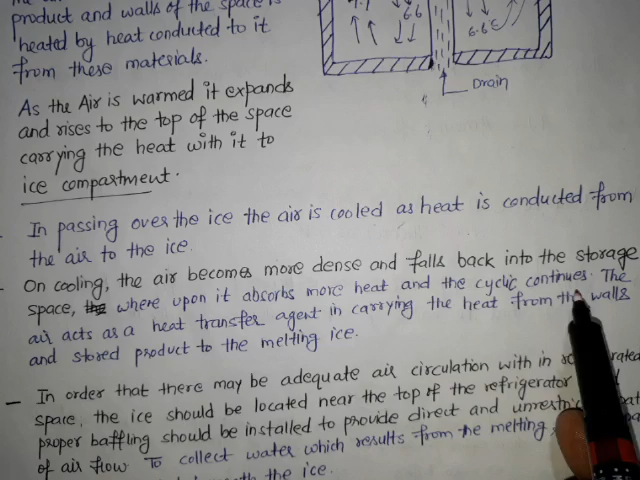 product and walls of the space is
heated by heat conducted to it
from these materials.
6.6
6.6°C
Drain
As the Air is warmed it expands
and rises to the top of the space
carrying the heat with it to
ice compartment.
In passing over the ice the air is cooled as heat is conducted from
the air to the ice.
- On cooling, the air becomes more dense and falls back into the storage
space, where upon it absorbs more heat and the cyclic continues. The
air acts as a heat transfer agent in carrying the heat from the walls
and stored product to the melting ice.
- In order that there may be adequate air circulation with in
space, the ice should be located near the top of the refrigerator
proper baffling should be installed to provide direct and
of air flow To collect water which results from the melting,
the ice.